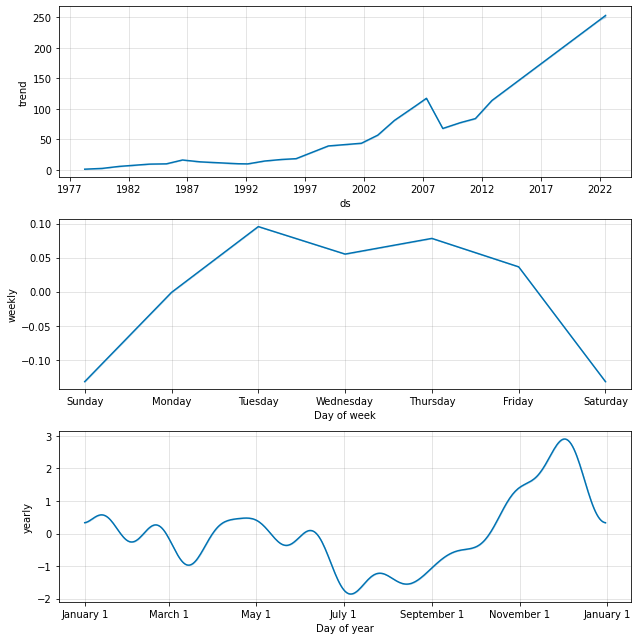 250
200
150
100
50
0
trend
1977 1982 1987 1992 1997 2002 2007 2012 2017 2022
ds
0.10
0.05
0.00
−0.05
−0.10
weekly
Sunday Monday Tuesday Wednesday Thursday Friday Saturday
Day of week
3
2
1
0
−1
−2
yearly
January 1 March 1 May 1 July 1 September 1 November 1 January 1
Day of year